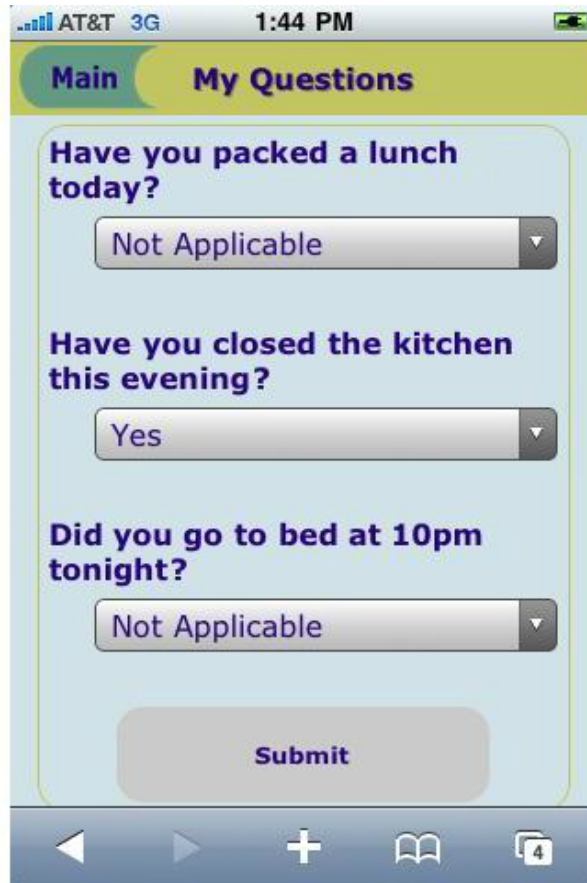 AT&T 3G 1:44 PM
Main My Questions
Have you packed a lunch
today?
Not Applicable
Have you closed the kitchen
this evening?
Yes
Did you go to bed at 10pm
tonight?
Not Applicable
Submit
4